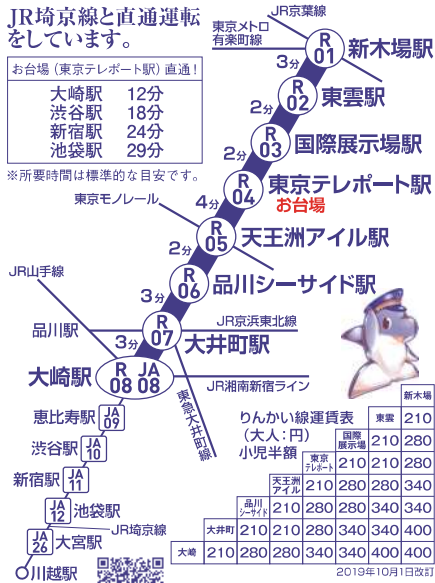 JR埼京線と直通運転
をしています。
お台場(東京テレポート駅)直通!
大崎駅 12分
渋谷駅 18分
新宿駅 24分
池袋駅 29分
※所要時間は標準的な目安です。
JR京葉線
東京メトロ
有楽町線
R
01
新木場駅
3分
R
02
東雲駅
2分
R
03
国際展示場駅
2分
R
04
東京テレポート駅
お台場
4分
東京モノレール
R
05
天王洲アイル駅
2分
R
06
品川シーサイド駅
3分
JR山手線
品川駅
R
07
JR京浜東北線
大井町駅
3分
大崎駅
R JA
08 08
JR湘南新宿ライン
東急大井町線
恵比寿駅
JA
09
渋谷駅
JA
10
新宿駅
JA
11
JA
12
池袋駅
JR埼京線
JA
26
大宮駅
川越駅
りんかい線運賃表
(大人:円)
小児半額
新木場
東雲 210
国際
展示場 210 280
東京
テレポート 210 210 280
天王洲
アイル 210 280 280 340
品川
シーサイド 210 280 280 340 340
大井町 210 210 280 340 340 400
大崎 210 280 280 340 340 400 400
2019年10月1日改訂